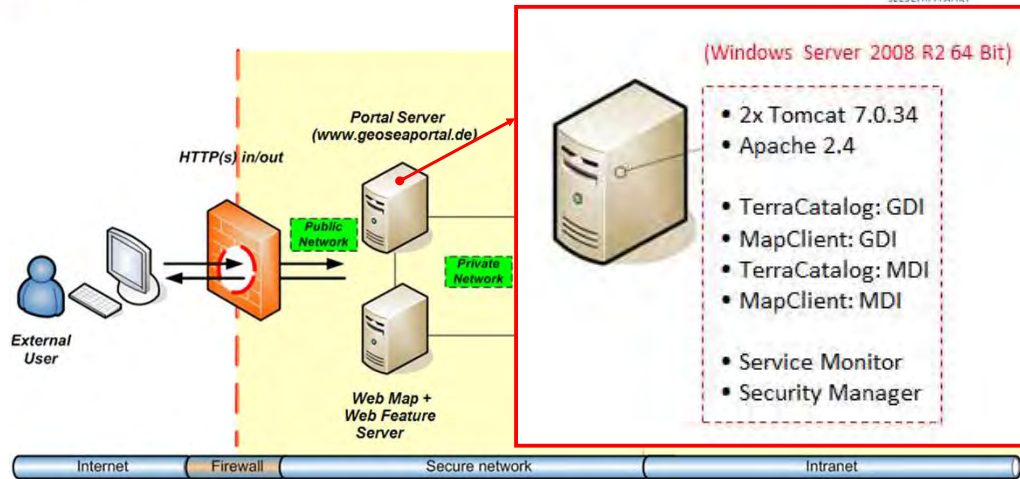 (Windows Server 2008 R2 64 Bit)
• 2x Tomcat 7.0.34
• Apache 2.4
• TerraCatalog: GDI
• MapClient: GDI
• TerraCatalog: MDI
• MapClient: MDI
• Service Monitor
• Security Manager
Portal Server
(www.geoseaportal.de)
HTTP(s) in/out
Public
Network
Private
Network
External
User
Web Map +
Web Feature
Server
Internet
Firewall
Secure network
Intranet